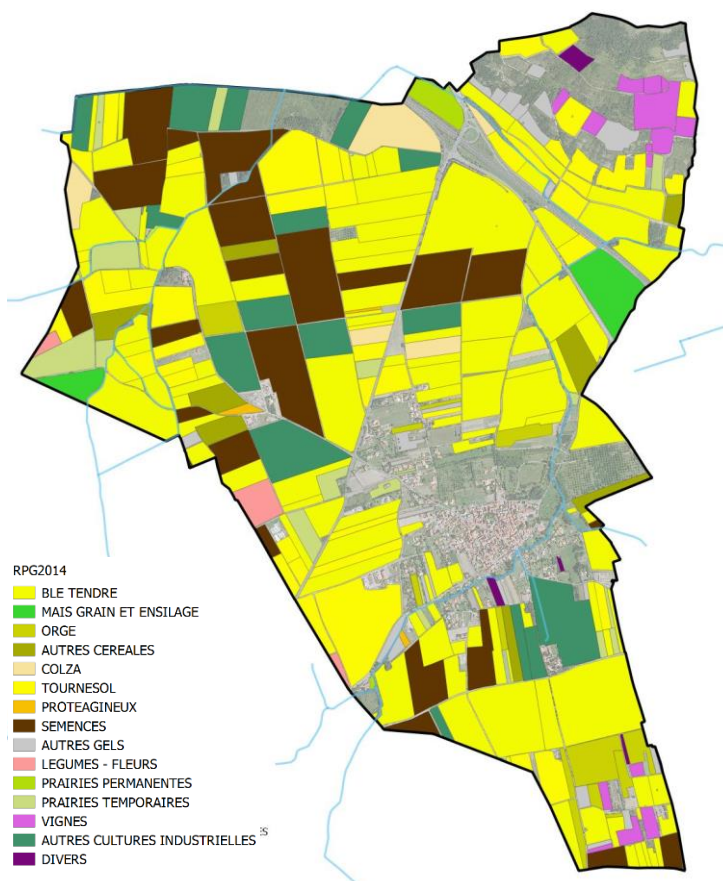 RPG2014
BLE TENDRE
MAIS GRAIN ET ENSILAGE
ORGE
AUTRES CEREALES
COLZA
TOURNESOL
PROTEAGINEUX
SEMENCES
AUTRES GELS
LEGUMES - FLEURS
PRAIRIES PERMANENTES
PRAIRIES TEMPORAIRES
VIGNES
AUTRES CULTURES INDUSTRIELLES ES
DIVERS